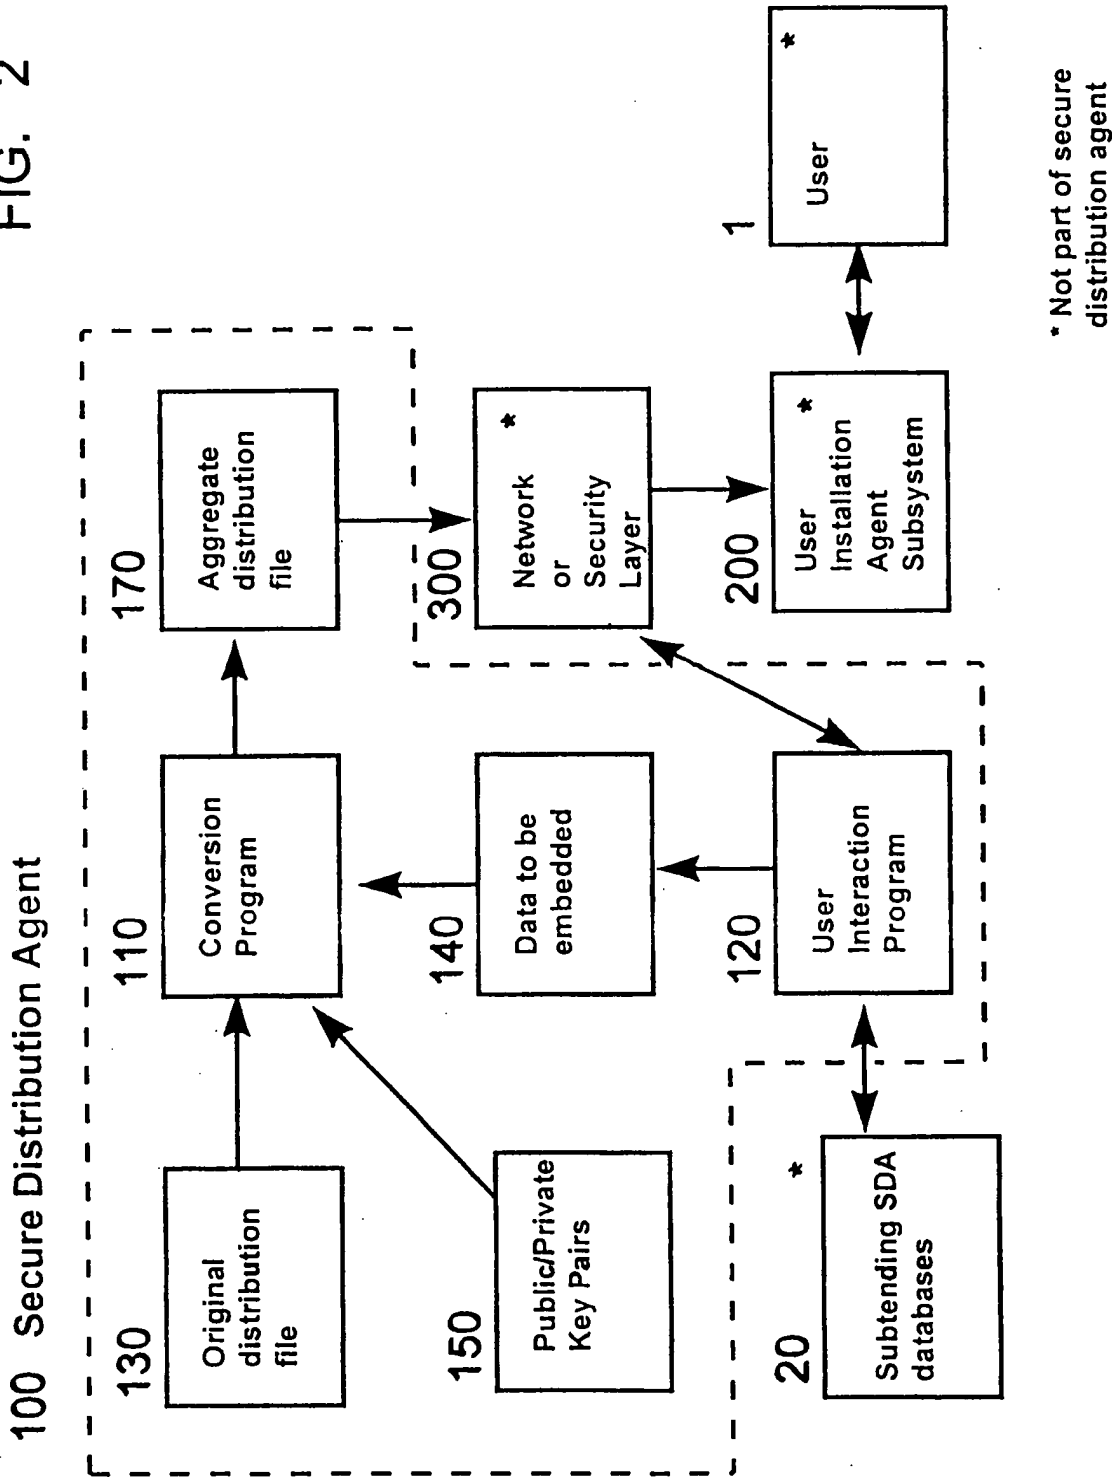 FIG. 2
100 Secure Distribution Agent
130
Original
distribution
file
110
Conversion
Program
170
Aggregate
distribution
file
150
Public/Private
Key Pairs
140
Data to be
embedded
300
Network *
or
Security
Layer
20
*
Subtending SDA
databases
120
User
Interaction
Program
200
User *
Installation
Agent
Subsystem
1
User *
* Not part of secure
distribution agent